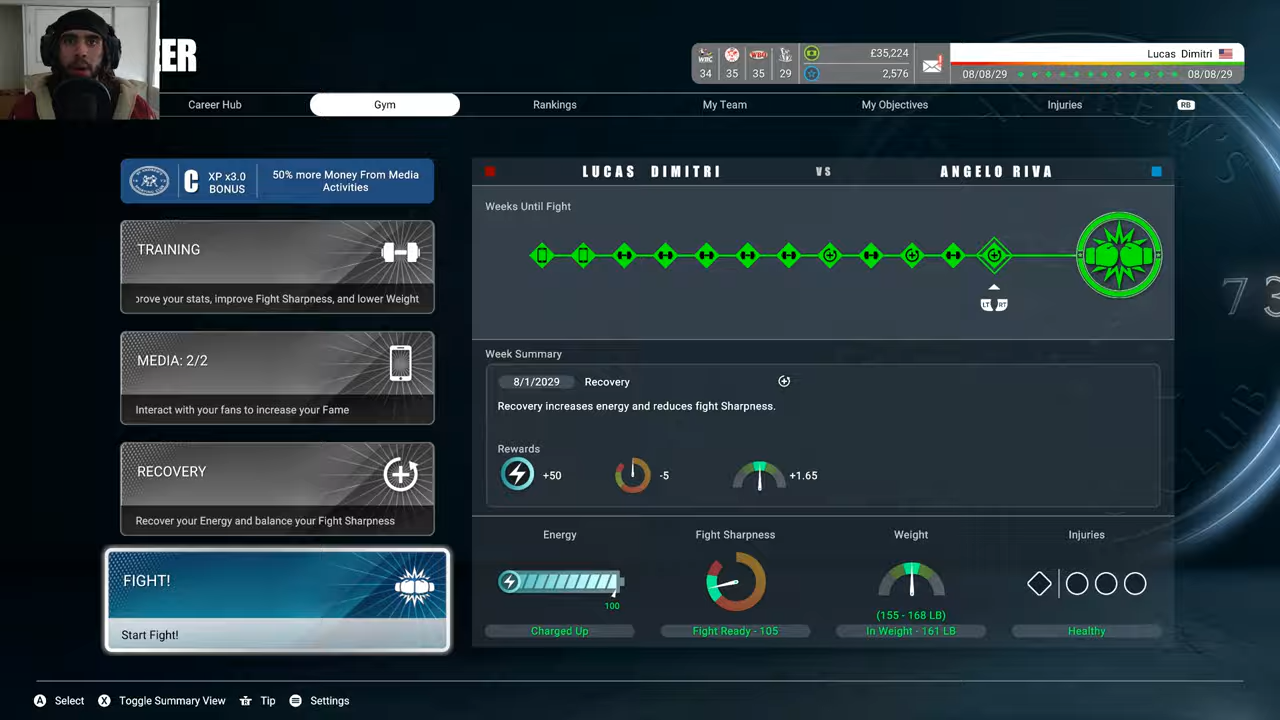 ER
WBC
WBO
34
35
35
29
£35,224
2,576
Lucas Dimitri
08/08/29
08/08/29
Career Hub
Gym
Rankings
My Team
My Objectives
Injuries
RB
C
XP x3.0
BONUS
50% more Money From Media
Activities
TRAINING
prove your stats, improve Fight Sharpness, and lower Weight
MEDIA: 2/2
Interact with your fans to increase your Fame
RECOVERY
Recover your Energy and balance your Fight Sharpness
FIGHT!
Start Fight!
LUCAS DIMITRI
VS
ANGELO RIVA
Weeks Until Fight
LT RT
Week Summary
8/1/2029
Recovery
Recovery increases energy and reduces fight Sharpness.
Rewards
+50
-5
+1.65
Energy
100
Charged Up
Fight Sharpness
Fight Ready - 105
Weight
(155 - 168 LB)
In Weight - 161 LB
Injuries
Healthy
A Select
X Toggle Summary View
Tip
Settings